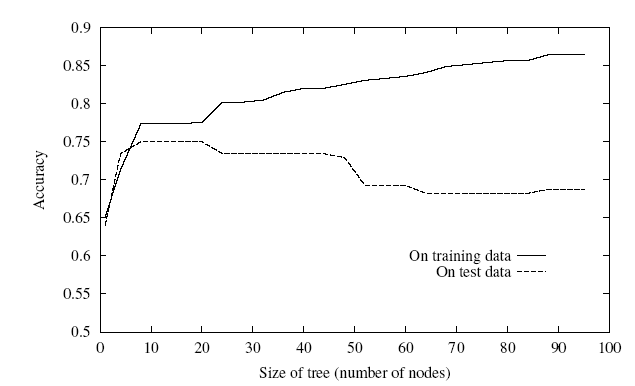 0.9
0.85
0.8
0.75
0.7
0.65
0.6
0.55
0.5
Accuracy
On training data
On test data
0 10 20 30 40 50 60 70 80 90 100
Size of tree (number of nodes)